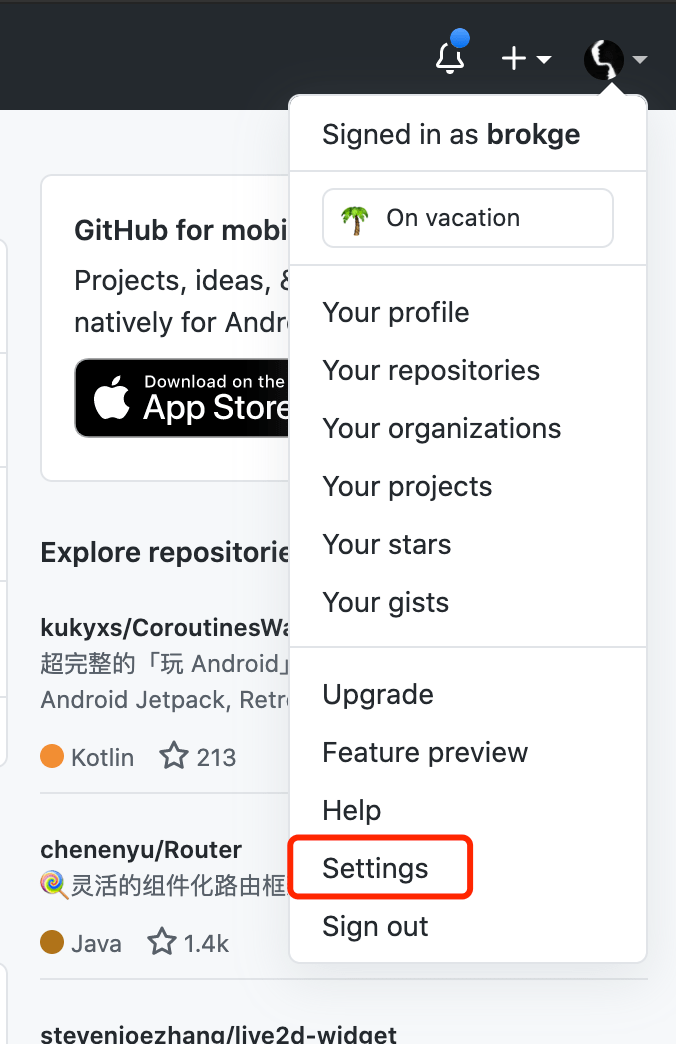 Signed in as brokge
On vacation
Your profile
Your repositories
Your organizations
Your projects
Your stars
Your gists
Upgrade
Feature preview
Help
Settings
Sign out
GitHub for mobi
Projects, ideas,
natively for Andr
Download on the
App Store
Explore repositorie
kukyxs/CoroutinesWa
超完整的「玩 Android」
Android Jetpack, Retr
Kotlin 213
chenenyu/Router
灵活的组件化路由框
Java 1.4k
stevenjoezhang/live2d-widget